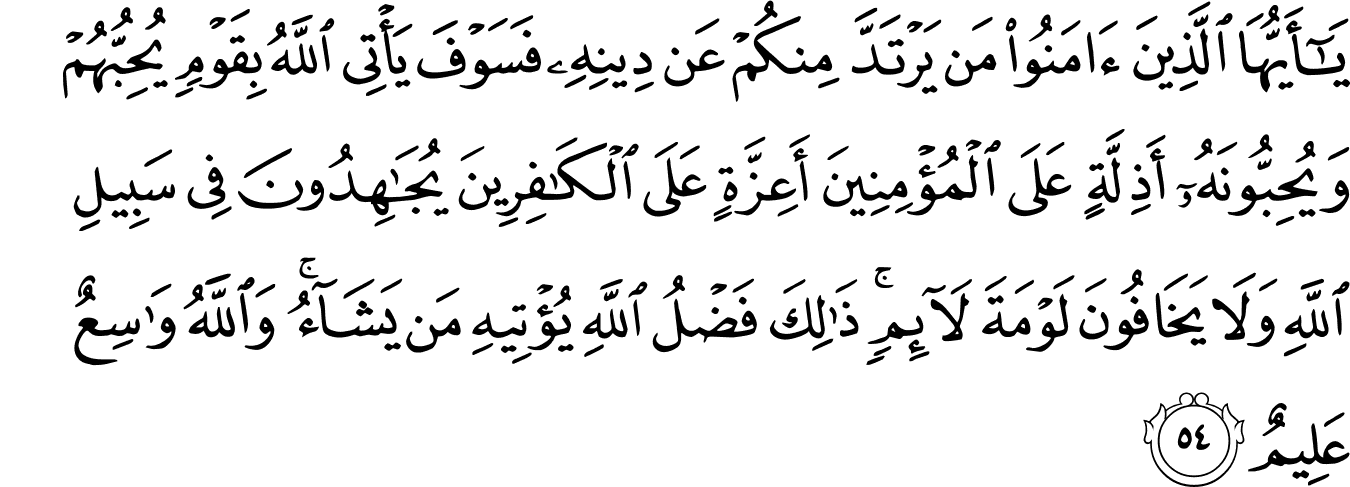 يَـٰٓأَيُّهَا ٱلَّذِينَ ءَامَنُوا۟ مَن يَرْتَدَّ مِنكُمْ عَن دِينِهِۦ فَسَوْفَ يَأْتِى ٱللَّهُ بِقَوْمٍ يُحِبُّهُمْ
وَيُحِبُّونَهُۥٓ أَذِلَّةٍ عَلَى ٱلْمُؤْمِنِينَ أَعِزَّةٍ عَلَى ٱلْكَـٰفِرِينَ يُجَـٰهِدُونَ فِى سَبِيلِ
ٱللَّهِ وَلَا يَخَافُونَ لَوْمَةَ لَآئِمٍ ۚ ذَٰلِكَ فَضْلُ ٱللَّهِ يُؤْتِيهِ مَن يَشَآءُ ۚ وَٱللَّهُ وَٰسِعٌ
عَلِيمٌ ٥٤